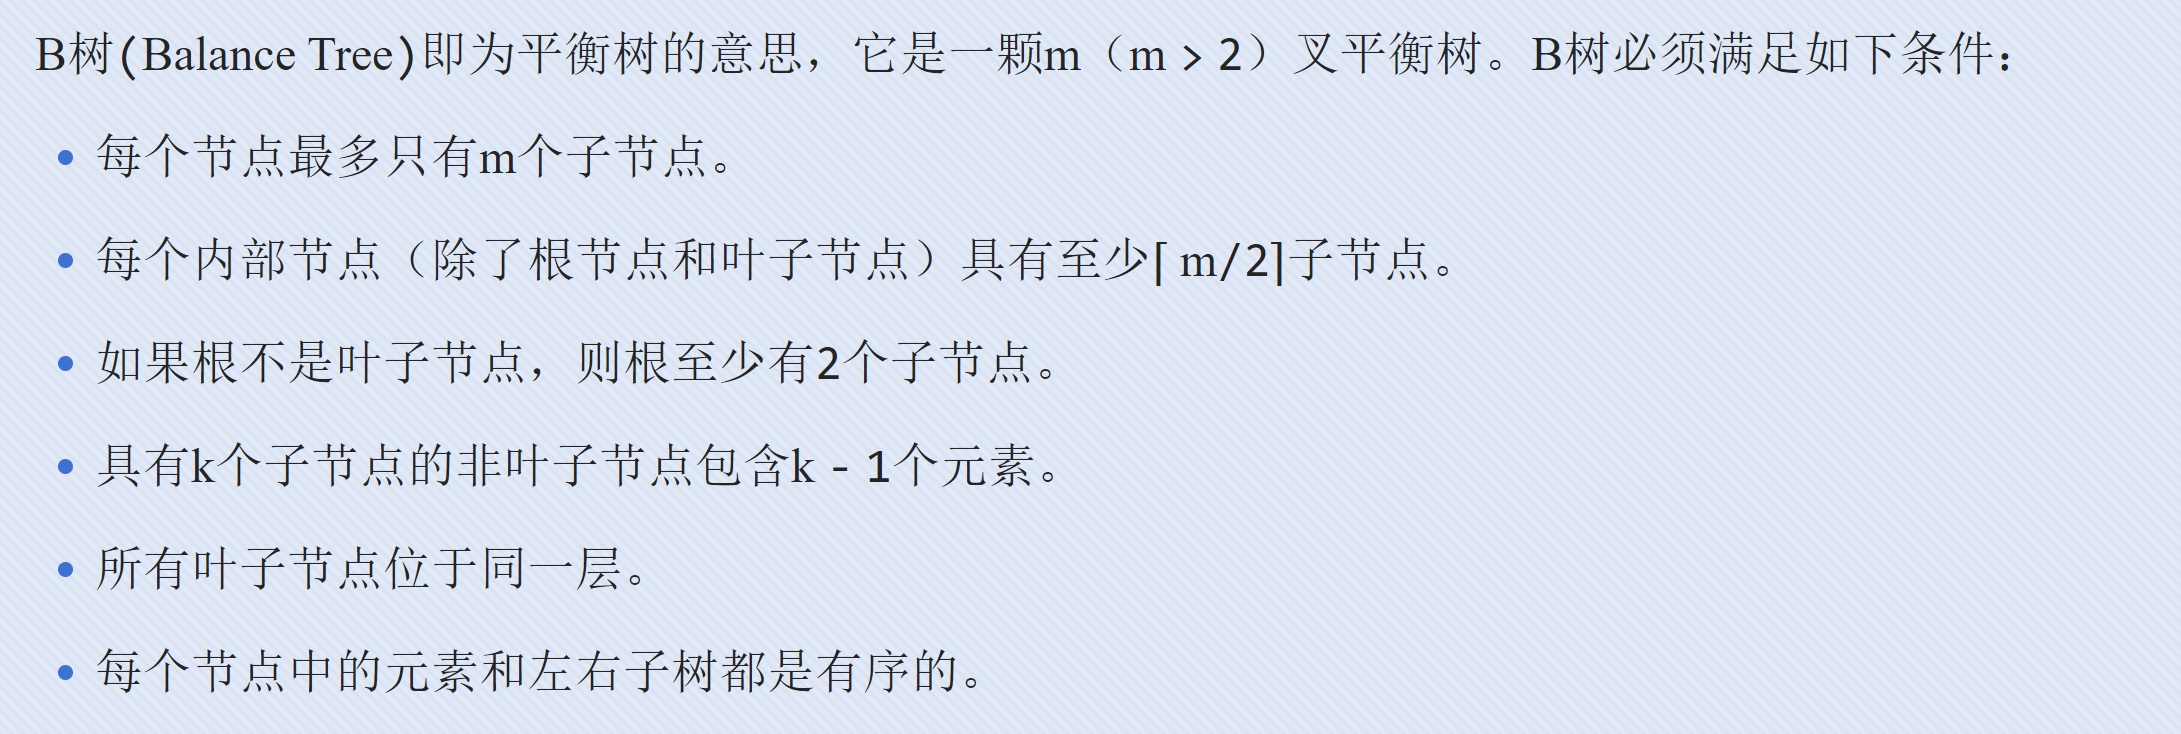 B树(Balance Tree)即为平衡树的意思，它是一颗m（m > 2）叉平衡树。B树必须满足如下条件：
• 每个节点最多只有m个子节点。
• 每个内部节点（除了根节点和叶子节点）具有至少⌈ m/2⌉子节点。
• 如果根不是叶子节点，则根至少有2个子节点。
• 具有k个子节点的非叶子节点包含k - 1个元素。
• 所有叶子节点位于同一层。
• 每个节点中的元素和左右子树都是有序的。